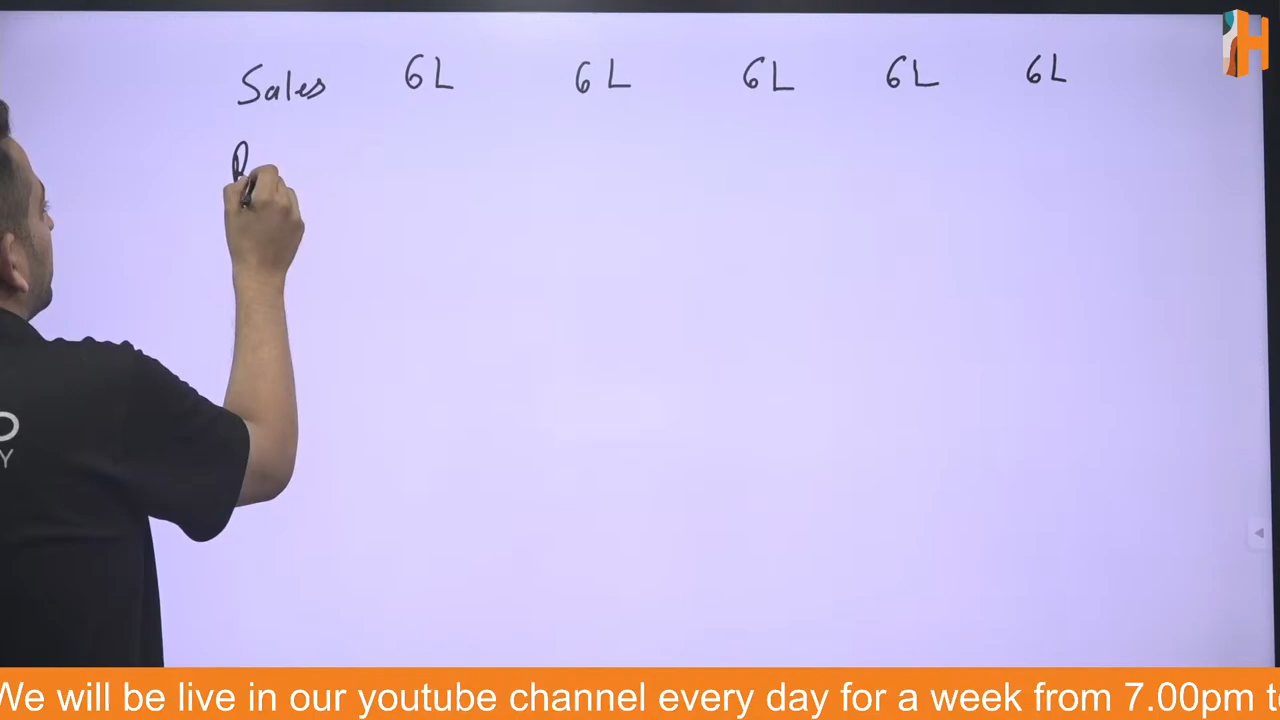 Sales 6L 6L 6L 6L 6L
We will be live in our youtube channel every day for a week from 7.00pm
H